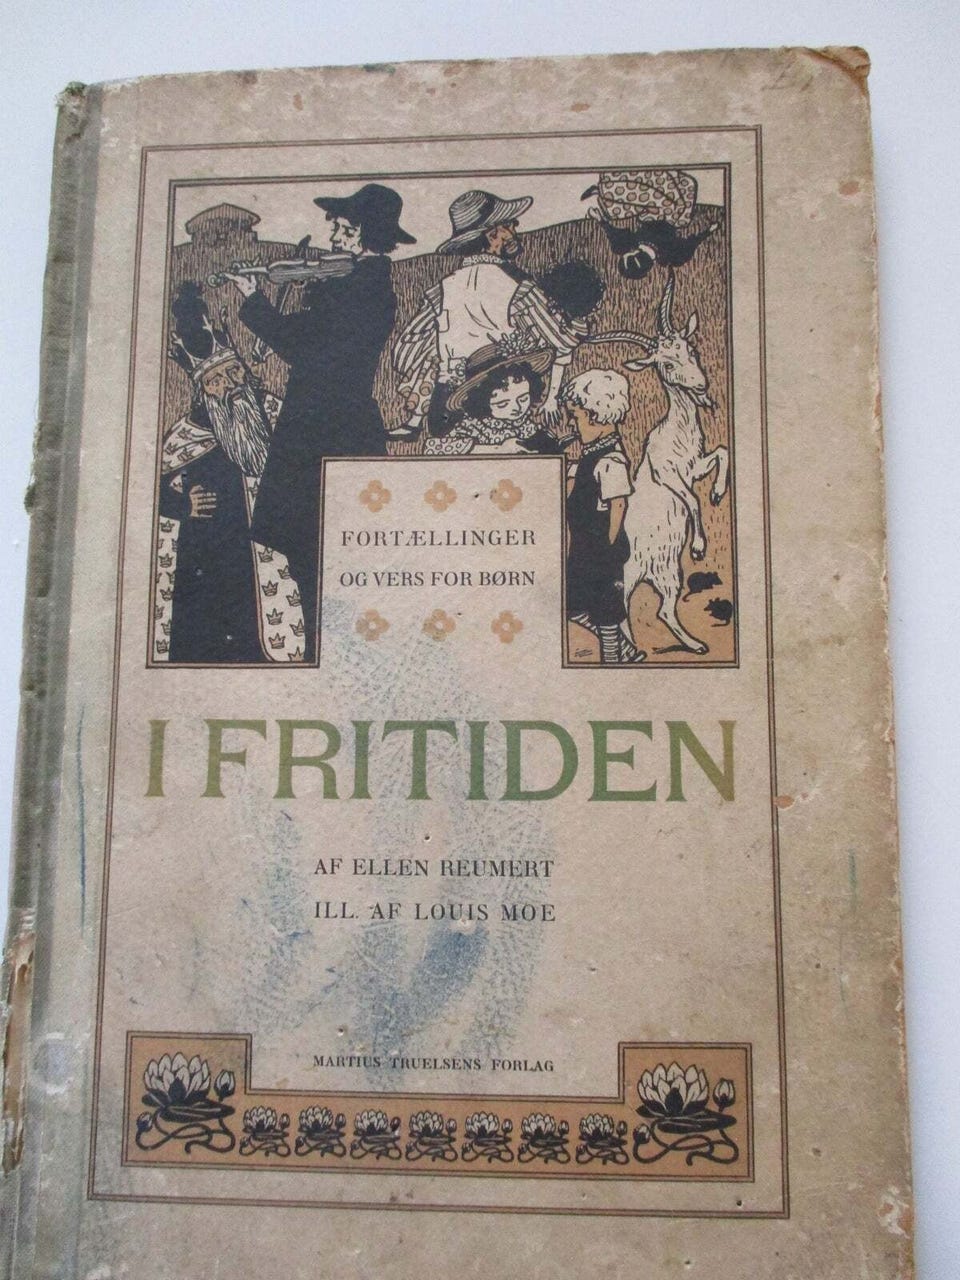 FORTÆLLINGER
OG VERS FOR BØRN
I FRITIDEN
AF ELLEN REUMERT
ILL. AF LOUIS MOE
MARTIUS TRUELSENS FORLAG